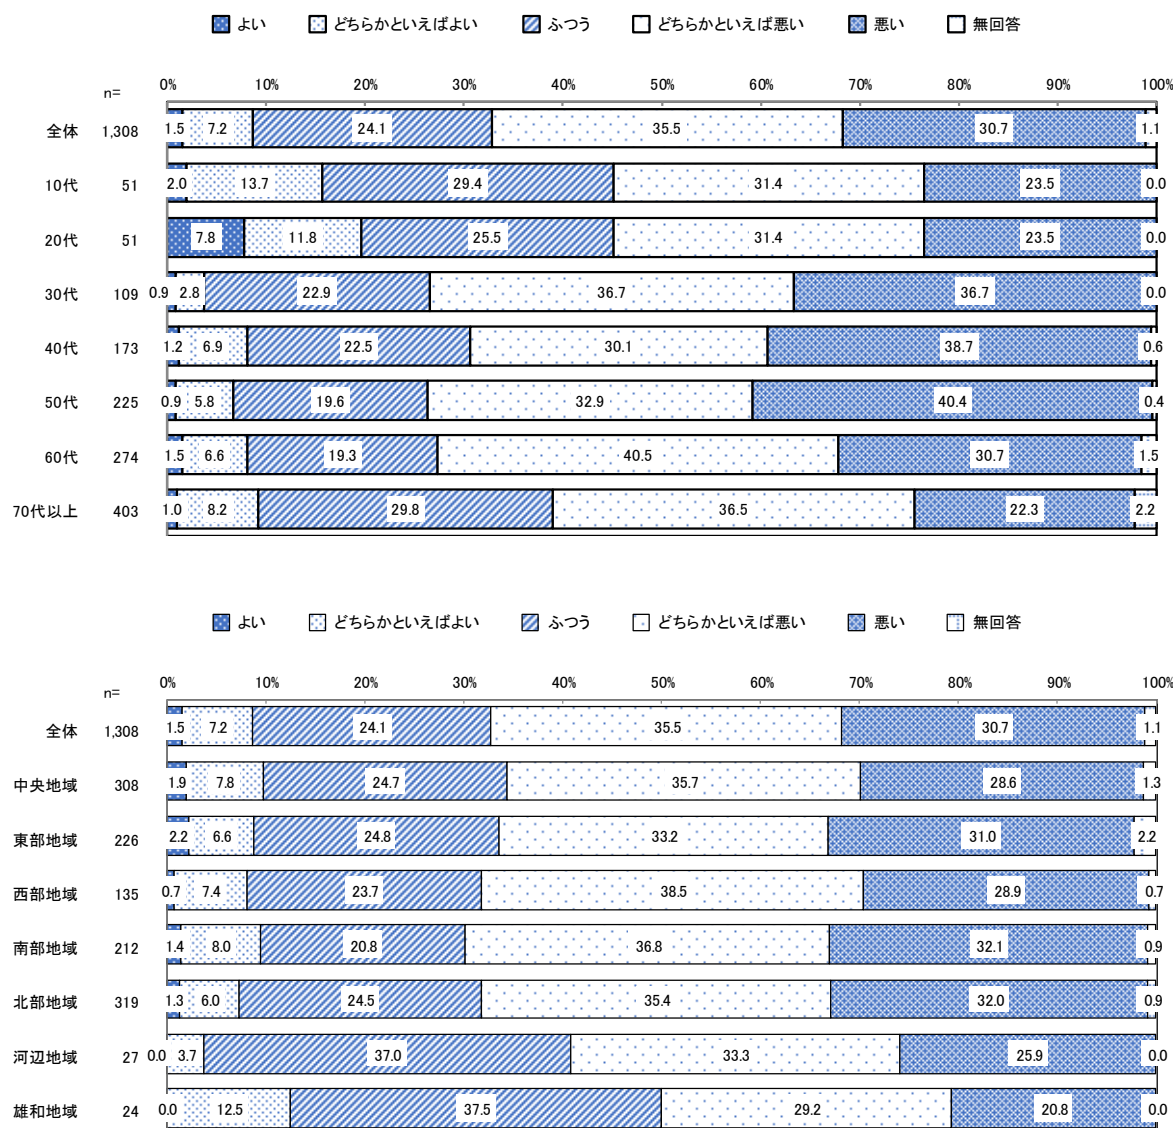 よい どちらかといえばよい ふつう どちらかといえば悪い 悪い 無回答
n= 0% 10% 20% 30% 40% 50% 60% 70% 80% 90% 100%
全体 1,308 1.5 7.2 24.1 35.5 30.7 1.1
10代 51 2.0 13.7 29.4 31.4 23.5 0.0
20代 51 7.8 11.8 25.5 31.4 23.5 0.0
30代 109 0.9 2.8 22.9 36.7 36.7 0.0
40代 173 1.2 6.9 22.5 30.1 38.7 0.6
50代 225 0.9 5.8 19.6 32.9 40.4 0.4
60代 274 1.5 6.6 19.3 40.5 30.7 1.5
70代以上 403 1.0 8.2 29.8 36.5 22.3 2.2
よい どちらかといえばよい ふつう どちらかといえば悪い 悪い 無回答
n= 0% 10% 20% 30% 40% 50% 60% 70% 80% 90% 100%
全体 1,308 1.5 7.2 24.1 35.5 30.7 1.1
中央地域 308 1.9 7.8 24.7 35.7 28.6 1.3
東部地域 226 2.2 6.6 24.8 33.2 31.0 2.2
西部地域 135 0.7 7.4 23.7 38.5 28.9 0.7
南部地域 212 1.4 8.0 20.8 36.8 32.1 0.9
北部地域 319 1.3 6.0 24.5 35.4 32.0 0.9
河辺地域 27 0.0 3.7 37.0 33.3 25.9 0.0
雄和地域 24 0.0 12.5 37.5 29.2 20.8 0.0